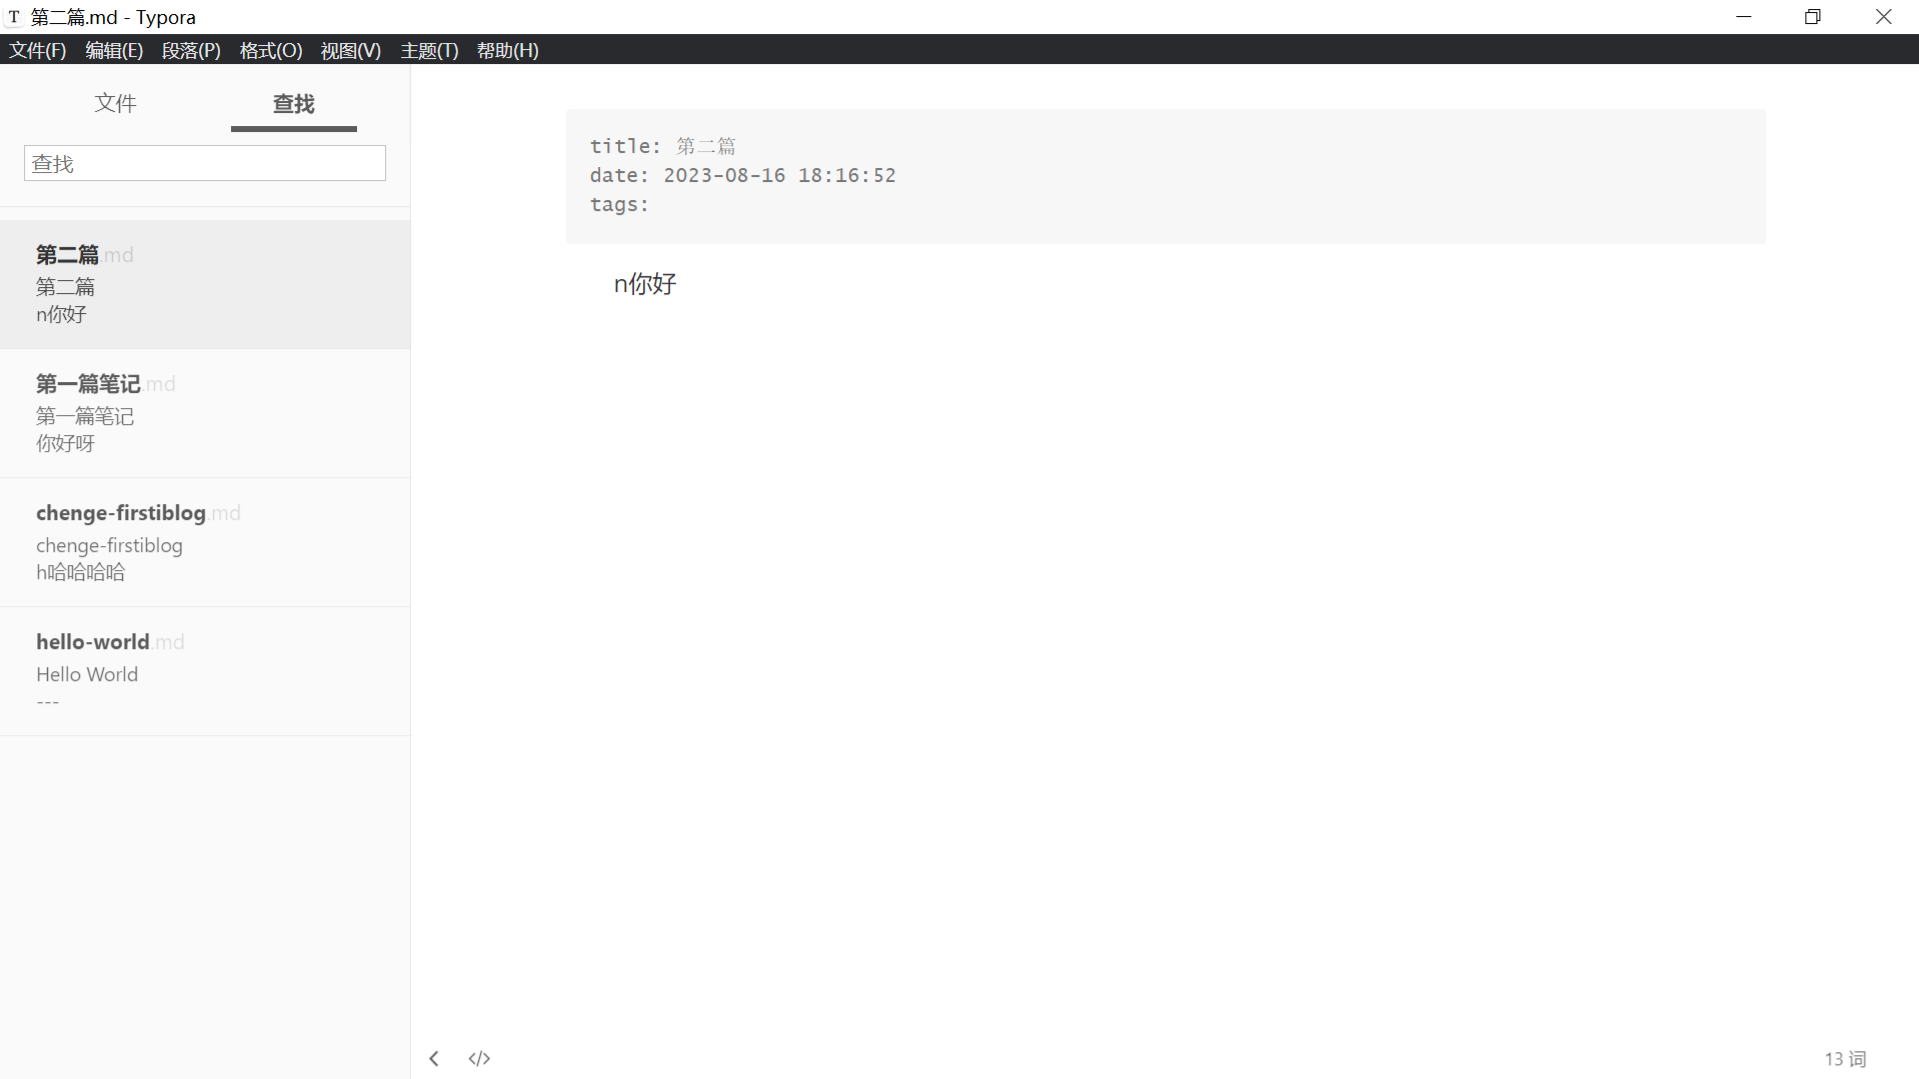 第二篇.md - Typora
文件(F) 编辑(E) 段落(P) 格式(O) 视图(V) 主题(T) 帮助(H)
文件 查找
查找
第二篇.md
第二篇
n你好
第一篇笔记.md
第一篇笔记
你好呀
chenge-firstiblog.md
chenge-firstiblog
h哈哈哈哈
hello-world.md
Hello World
---
title: 第二篇
date: 2023-08-16 18:16:52
tags:
n你好
13 词